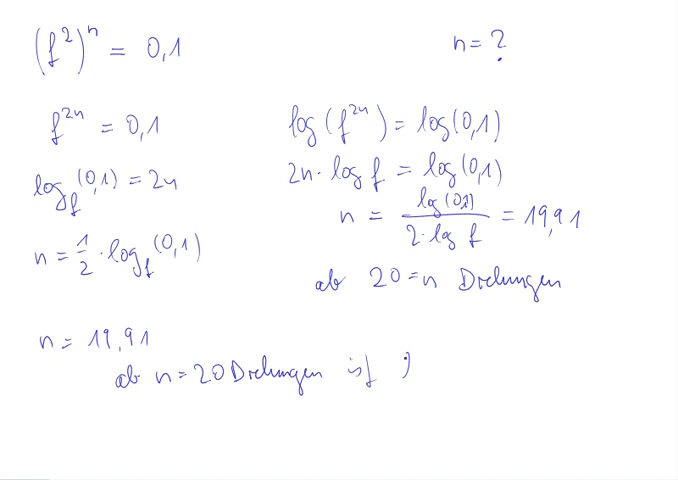 (f²)ⁿ = 0,1
n = ?
f²ⁿ = 0,1
log_f (0,1) = 2n
n = 1/2 · log_f (0,1)
log(f²ⁿ) = log(0,1)
2n · log f = log(0,1)
n = log(0,1) / 2·log f = 19,91
ab 20 = n Drehungen
n = 19,91
ab n = 20 Drehungen ist